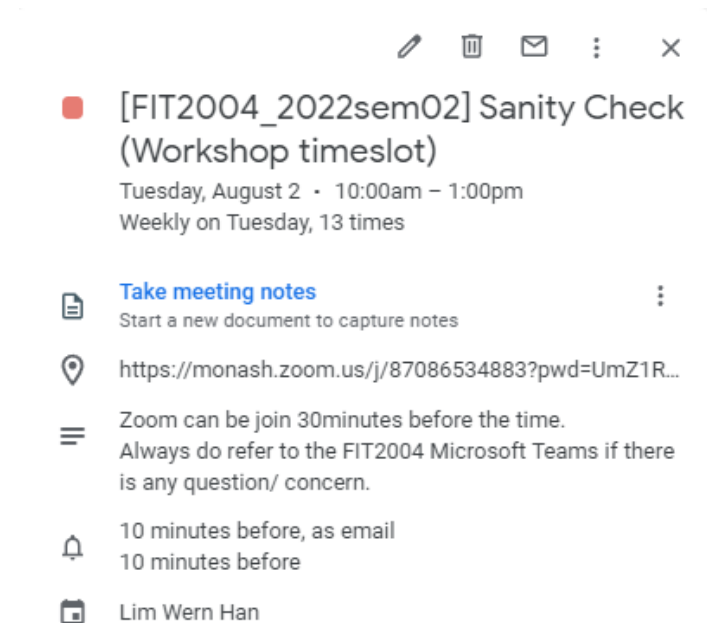 [FIT2004_2022sem02] Sanity Check
(Workshop timeslot)
Tuesday, August 2 • 10:00am – 1:00pm
Weekly on Tuesday, 13 times
Take meeting notes
Start a new document to capture notes
https://monash.zoom.us/j/87086534883?pwd=UmZ1R...
Zoom can be join 30minutes before the time.
Always do refer to the FIT2004 Microsoft Teams if there
is any question/ concern.
10 minutes before, as email
10 minutes before
Lim Wern Han